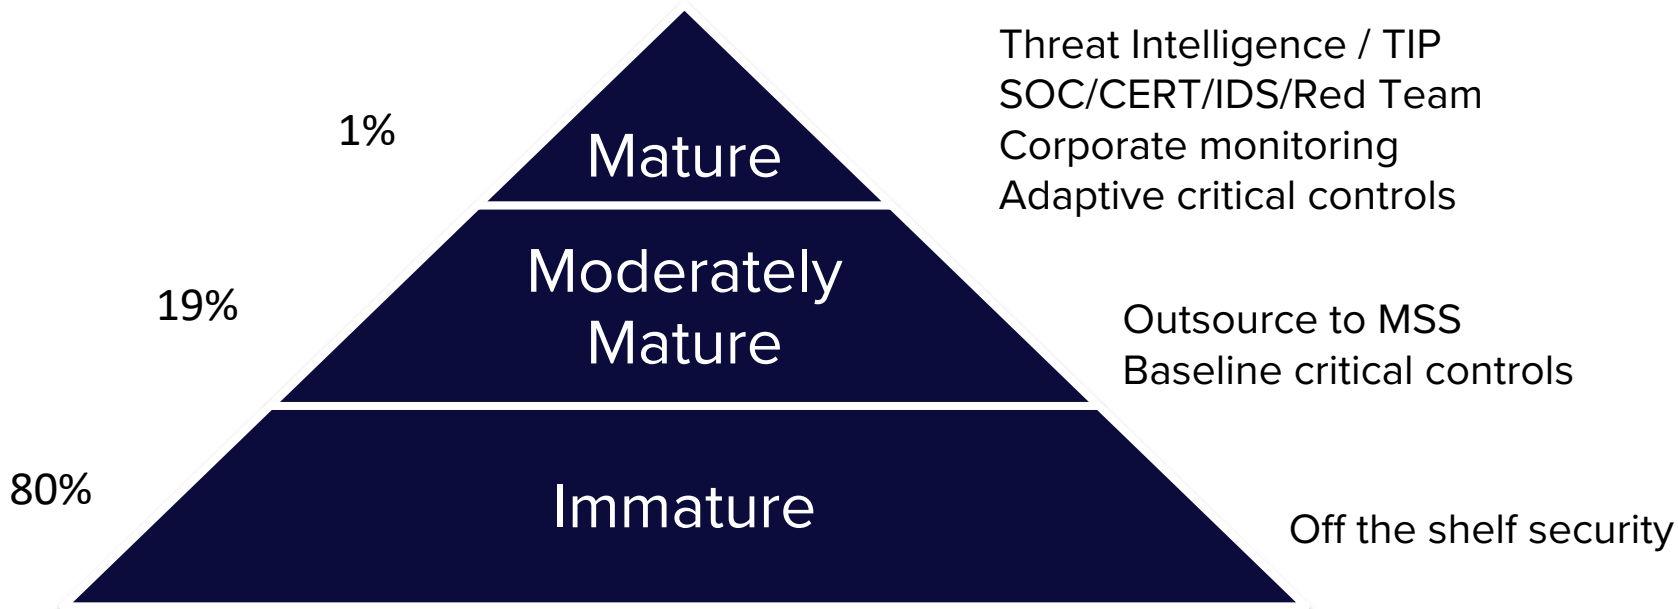 1%
Mature
Threat Intelligence / TIP
SOC/CERT/IDS/Red Team
Corporate monitoring
Adaptive critical controls
19%
Moderately
Mature
Outsource to MSS
Baseline critical controls
80%
Immature
Off the shelf security